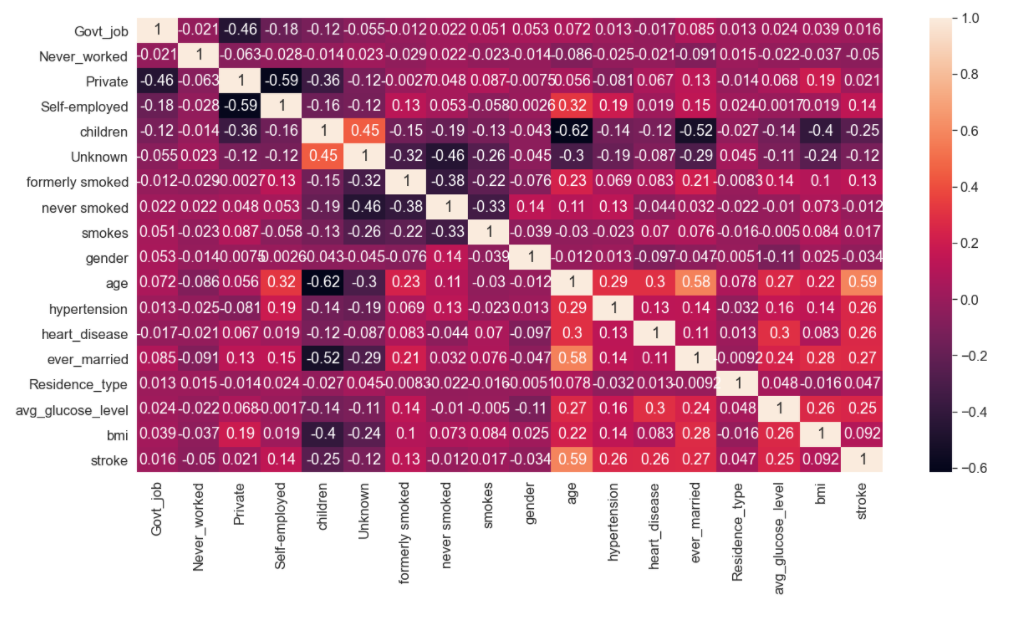 Govt_job 1 -0.021 -0.46 -0.18 -0.12 -0.055 -0.012 0.022 0.051 0.053 0.072 0.013 -0.017 0.085 0.013 0.024 0.039 0.016 1.0
Never_worked -0.021 1 -0.063 -0.028 -0.014 0.023 -0.029 0.022 -0.023 -0.014 -0.086 -0.025 -0.021 -0.091 0.015 -0.022 -0.037 -0.05
Private -0.46 -0.063 1 -0.59 -0.36 -0.12 -0.0027 0.048 0.087 -0.0075 0.056 -0.081 0.067 0.13 -0.014 0.068 0.19 0.021 0.8
Self-employed -0.18 -0.028 -0.59 1 -0.16 -0.12 0.13 0.053 -0.058 0.0026 0.32 0.19 0.019 0.15 0.024 -0.0017 0.019 0.14
children -0.12 -0.014 -0.36 -0.16 1 0.45 -0.15 -0.19 -0.13 -0.043 -0.62 -0.14 -0.12 -0.52 -0.027 -0.14 -0.4 -0.25 0.6
Unknown -0.055 0.023 -0.12 -0.12 0.45 1 -0.32 -0.46 -0.26 -0.045 -0.3 -0.19 -0.087 -0.29 0.045 -0.11 -0.24 -0.12
formerly smoked -0.012 -0.029 -0.0027 0.13 -0.15 -0.32 1 -0.38 -0.22 -0.076 0.23 0.069 0.083 0.21 -0.0083 0.14 0.1 0.13 0.4
never smoked 0.022 0.022 0.048 0.053 -0.19 -0.46 -0.38 1 -0.33 0.14 0.11 0.13 -0.044 0.032 -0.022 -0.01 0.073 -0.012
smokes 0.051 -0.023 0.087 -0.058 -0.13 -0.26 -0.22 -0.33 1 -0.039 -0.03 -0.023 0.07 0.076 -0.016 -0.005 0.084 0.017 0.2
gender 0.053 -0.014 -0.0075 0.0026 -0.043 -0.045 -0.076 0.14 -0.039 1 -0.012 0.013 -0.097 -0.047 -0.0051 -0.11 0.025 -0.034
age 0.072 -0.086 0.056 0.32 -0.62 -0.3 0.23 0.11 -0.03 -0.012 1 0.29 0.3 0.58 0.078 0.27 0.22 0.59 0.0
hypertension 0.013 -0.025 -0.081 0.19 -0.14 -0.19 0.069 0.13 -0.023 0.013 0.29 1 0.13 0.14 -0.032 0.16 0.14 0.26
heart_disease -0.017 -0.021 0.067 0.019 -0.12 -0.087 0.083 -0.044 0.07 -0.097 0.3 0.13 1 0.11 0.013 0.3 0.083 0.26
ever_married 0.085 -0.091 0.13 0.15 -0.52 -0.29 0.21 0.032 0.076 -0.047 0.58 0.14 0.11 1 -0.0092 0.24 0.28 0.27 −0.2
Residence_type 0.013 0.015 -0.014 0.024 -0.027 0.045 -0.0083 -0.022 -0.016 -0.0051 0.078 -0.032 0.013 -0.0092 1 0.048 -0.016 0.047
avg_glucose_level 0.024 -0.022 0.068 -0.0017 -0.14 -0.11 0.14 -0.01 -0.005 -0.11 0.27 0.16 0.3 0.24 0.048 1 0.26 0.25 −0.4
bmi 0.039 -0.037 0.19 0.019 -0.4 -0.24 0.1 0.073 0.084 0.025 0.22 0.14 0.083 0.28 -0.016 0.26 1 0.092
stroke 0.016 -0.05 0.021 0.14 -0.25 -0.12 0.13 -0.012 0.017 -0.034 0.59 0.26 0.26 0.27 0.047 0.25 0.092 1 −0.6
Govt_job Never_worked Private Self-employed children Unknown formerly smoked never smoked smokes gender age hypertension heart_disease ever_married Residence_type avg_glucose_level bmi stroke